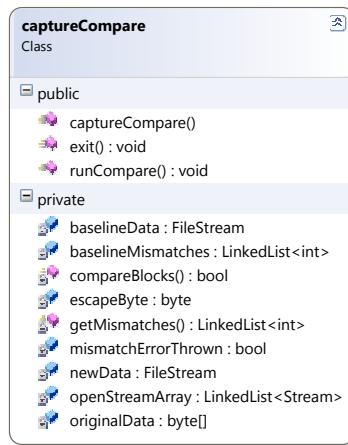 captureCompare
Class
public
captureCompare()
exit() : void
runCompare() : void
private
baselineData : FileStream
baselineMismatches : LinkedList<int>
compareBlocks() : bool
escapeByte : byte
getMismatches() : LinkedList<int>
mismatchErrorThrown : bool
newData : FileStream
openStreamArray : LinkedList<Stream>
originalData : byte[]